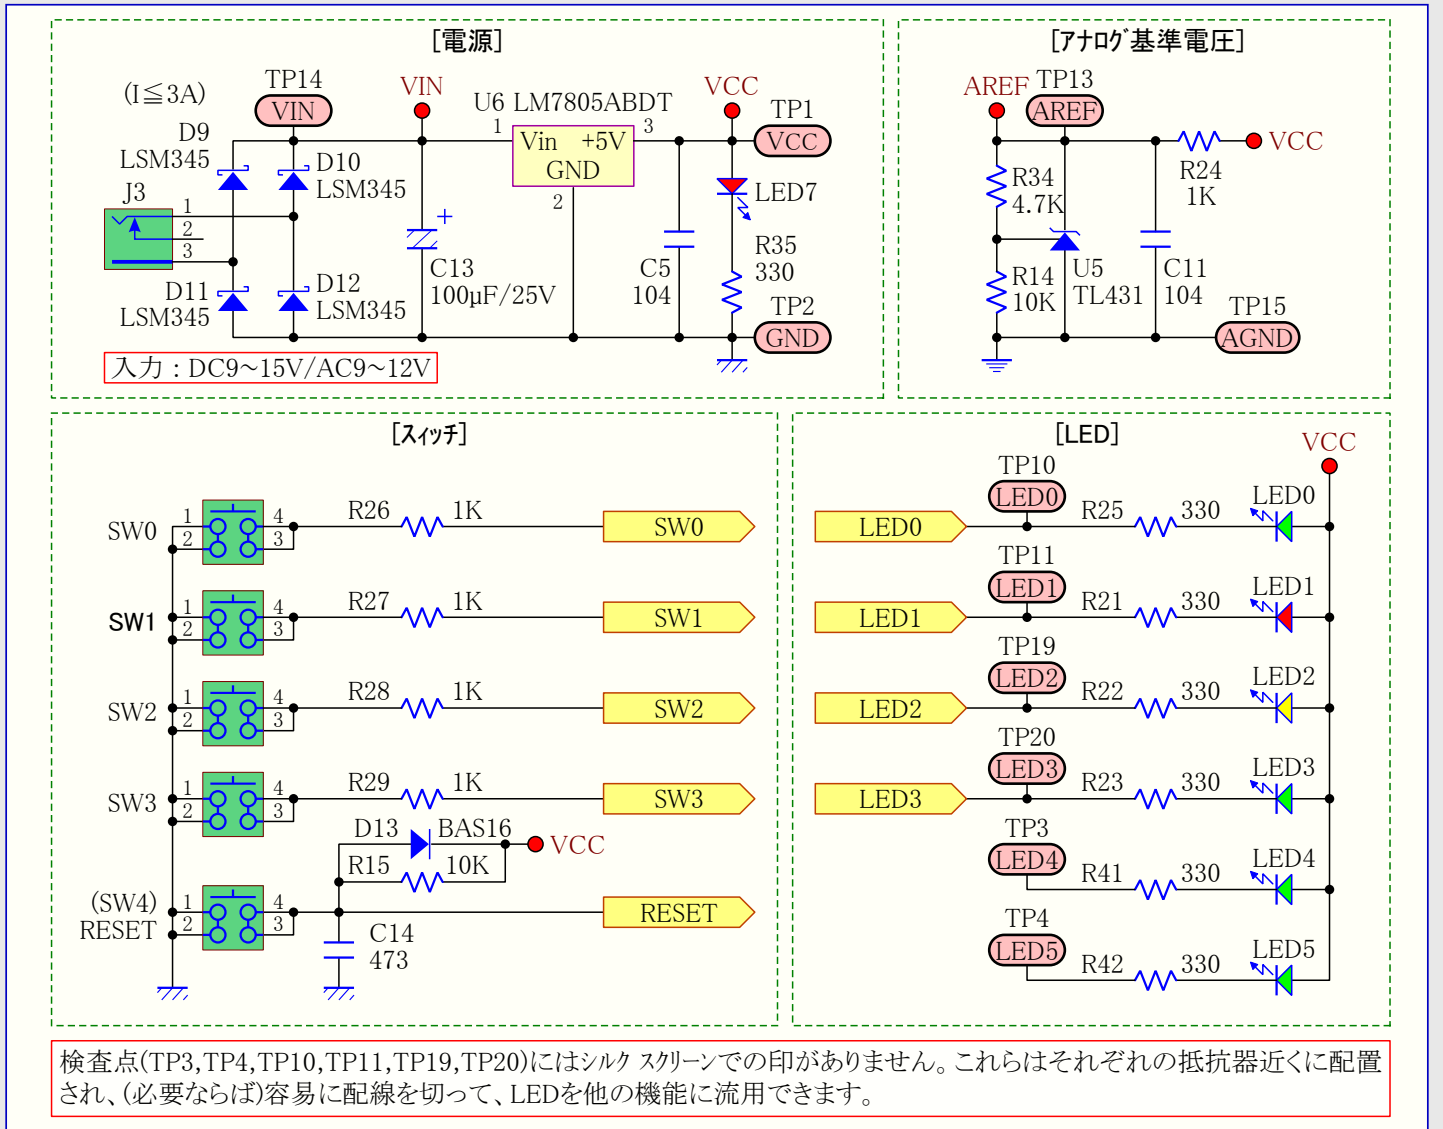 [電源]
(I≦3A)
TP14
VIN
VIN
U6 LM7805ABDT
VCC
TP1
VCC
D9
LSM345
D10
LSM345
1
Vin
+5V
GND
3
2
J3
1
2
3
LED7
R35
330
C13
100μF/25V
C5
104
D11
LSM345
D12
LSM345
TP2
GND
入力 : DC9~15V/AC9~12V
[アナログ基準電圧]
AREF
TP13
AREF
VCC
R24
1K
R34
4.7K
R14
10K
U5
TL431
C11
104
TP15
AGND
[スイッチ]
SW0
1
2
4
3
R26
1K
SW0
SW1
1
2
4
3
R27
1K
SW1
SW2
1
2
4
3
R28
1K
SW2
SW3
1
2
4
3
R29
1K
SW3
D13
BAS16
VCC
R15
10K
(SW4)
RESET
1
2
4
3
RESET
C14
473
[LED]
VCC
TP10
LED0
LED0
R25
330
LED0
TP11
LED1
LED1
R21
330
LED1
TP19
LED2
LED2
R22
330
LED2
TP20
LED3
LED3
R23
330
LED3
TP3
LED4
R41
330
LED4
TP4
LED5
R42
330
LED5
検査点(TP3,TP4,TP10,TP11,TP19,TP20)にはシルク スクリーンでの印がありません。これらはそれぞれの抵抗器近くに配置
され、(必要ならば)容易に配線を切って、LEDを他の機能に流用できます。